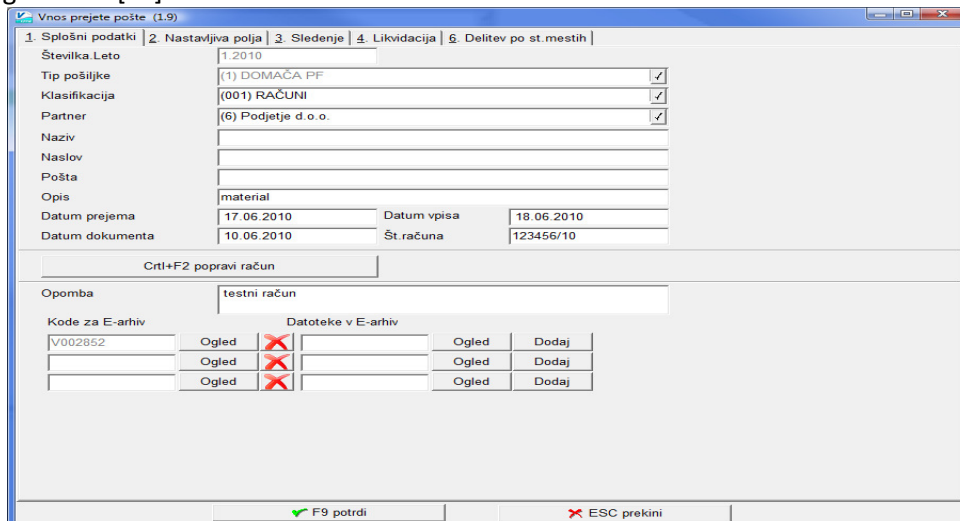 Vnos prejete pošte (1.9)
1. Splošni podatki 2. Nastavljiva polja 3. Sledenje 4. Likvidacija 6. Delitev po st.mestih
Številka.Leto 1.2010
Tip pošiljke (1) DOMAČA PF
Klasifikacija (001) RAČUNI
Partner (6) Podjetje d.o.o.
Naziv
Naslov
Pošta
Opis material
Datum prejema 17.06.2010 Datum vpisa 18.06.2010
Datum dokumenta 10.06.2010 Št.računa 123456/10
Crtl+F2 popravi račun
Opomba testni račun
Kode za E-arhiv Datoteke v E-arhiv
V002852 Ogled Ogled Dodaj
Ogled Ogled Dodaj
Ogled Ogled Dodaj
F9 potrdi ESC prekini